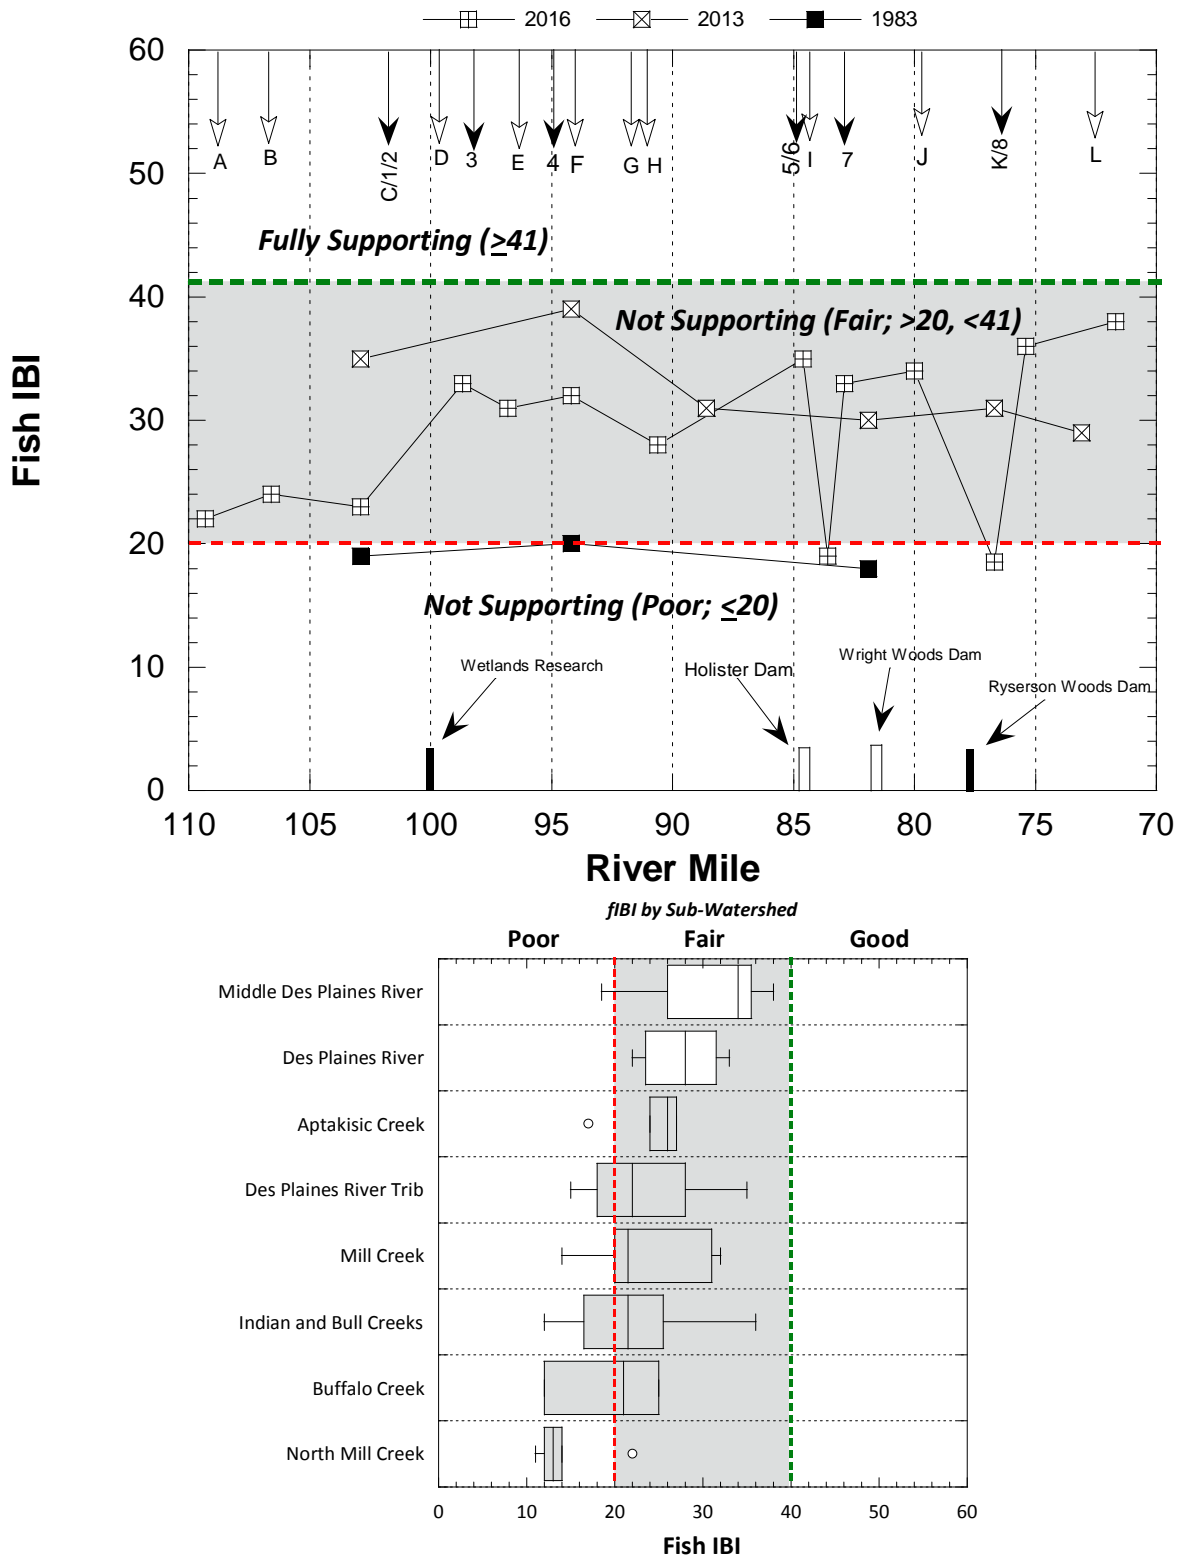 2016 2013 1983
60
50
40
30
20
10
0
Fish IBI
A B C/1/2 D 3 E 4 F G H 5/6 I 7 J K/8 L
Fully Supporting (≥41)
Not Supporting (Fair; >20, <41)
Not Supporting (Poor; ≤20)
Wetlands Research
Holister Dam
Wright Woods Dam
Ryserson Woods Dam
110 105 100 95 90 85 80 75 70
River Mile
fIBI by Sub-Watershed
Poor Fair Good
Middle Des Plaines River
Des Plaines River
Aptakisic Creek
Des Plaines River Trib
Mill Creek
Indian and Bull Creeks
Buffalo Creek
North Mill Creek
0 10 20 30 40 50 60
Fish IBI